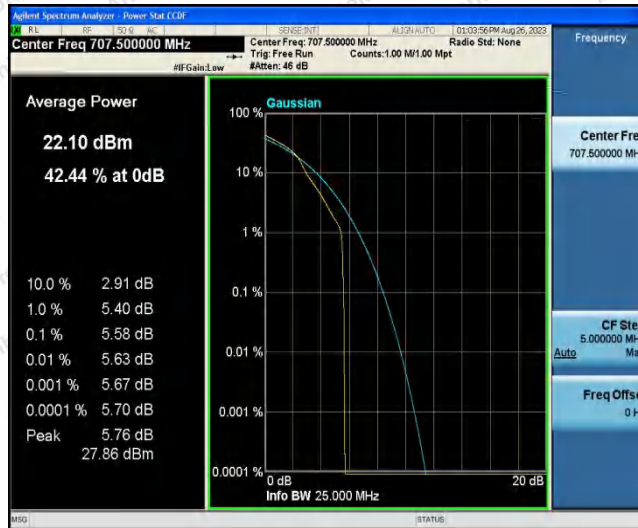 Agilent Spectrum Analyzer - Power Stat CCDF
RL RF 50 Ω AC SENSE:INT ALIGN AUTO 01:03:56 PM Aug 26, 2023
Center Freq 707.500000 MHz
Center Freq: 707.500000 MHz Radio Std: None
Trig: Free Run Counts:1.00 M/1.00 Mpt
#IFGain:Low #Atten: 46 dB
Frequency
Average Power
22.10 dBm
42.44 % at 0dB
10.0 % 2.91 dB
1.0 % 5.40 dB
0.1 % 5.58 dB
0.01 % 5.63 dB
0.001 % 5.67 dB
0.0001 % 5.70 dB
Peak 5.76 dB
27.86 dBm
Gaussian
100 %
10 %
1 %
0.1 %
0.01 %
0.001 %
0.0001 %
0 dB 20 dB
Info BW 25.000 MHz
Center Fre
707.500000 MH
CF Ste
5.000000 MH
Auto Ma
Freq Offse
0 H
MSG STATUS